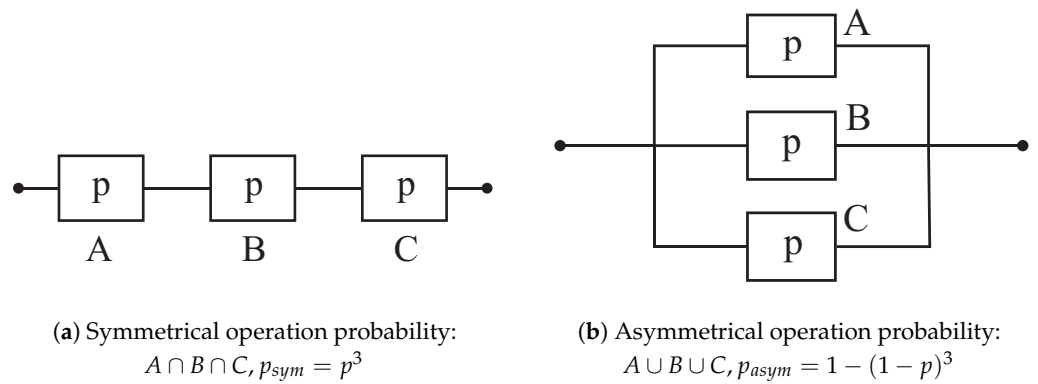 p
A
p
B
p
C
p
A
p
B
p
C
(a) Symmetrical operation probability:
A ∩ B ∩ C, p_sym = p^3
(b) Asymmetrical operation probability:
A ∪ B ∪ C, p_asym = 1 − (1 − p)^3